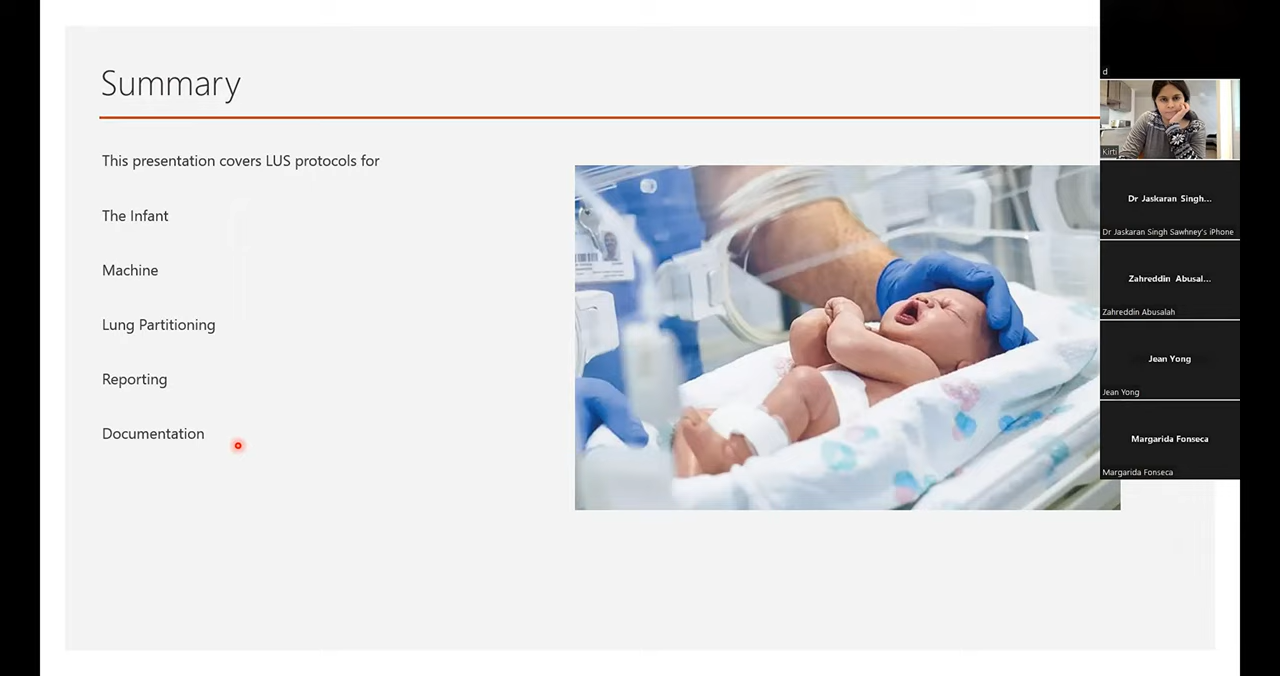 Summary
This presentation covers LUS protocols for
The Infant
Machine
Lung Partitioning
Reporting
Documentation
d
Kirti
Dr Jaskaran Singh...
Dr Jaskaran Singh Sawhney's iPhone
Zahreddin Abusal...
Zahreddin Abusalah
Jean Yong
Jean Yong
Margarida Fonseca
Margarida Fonseca